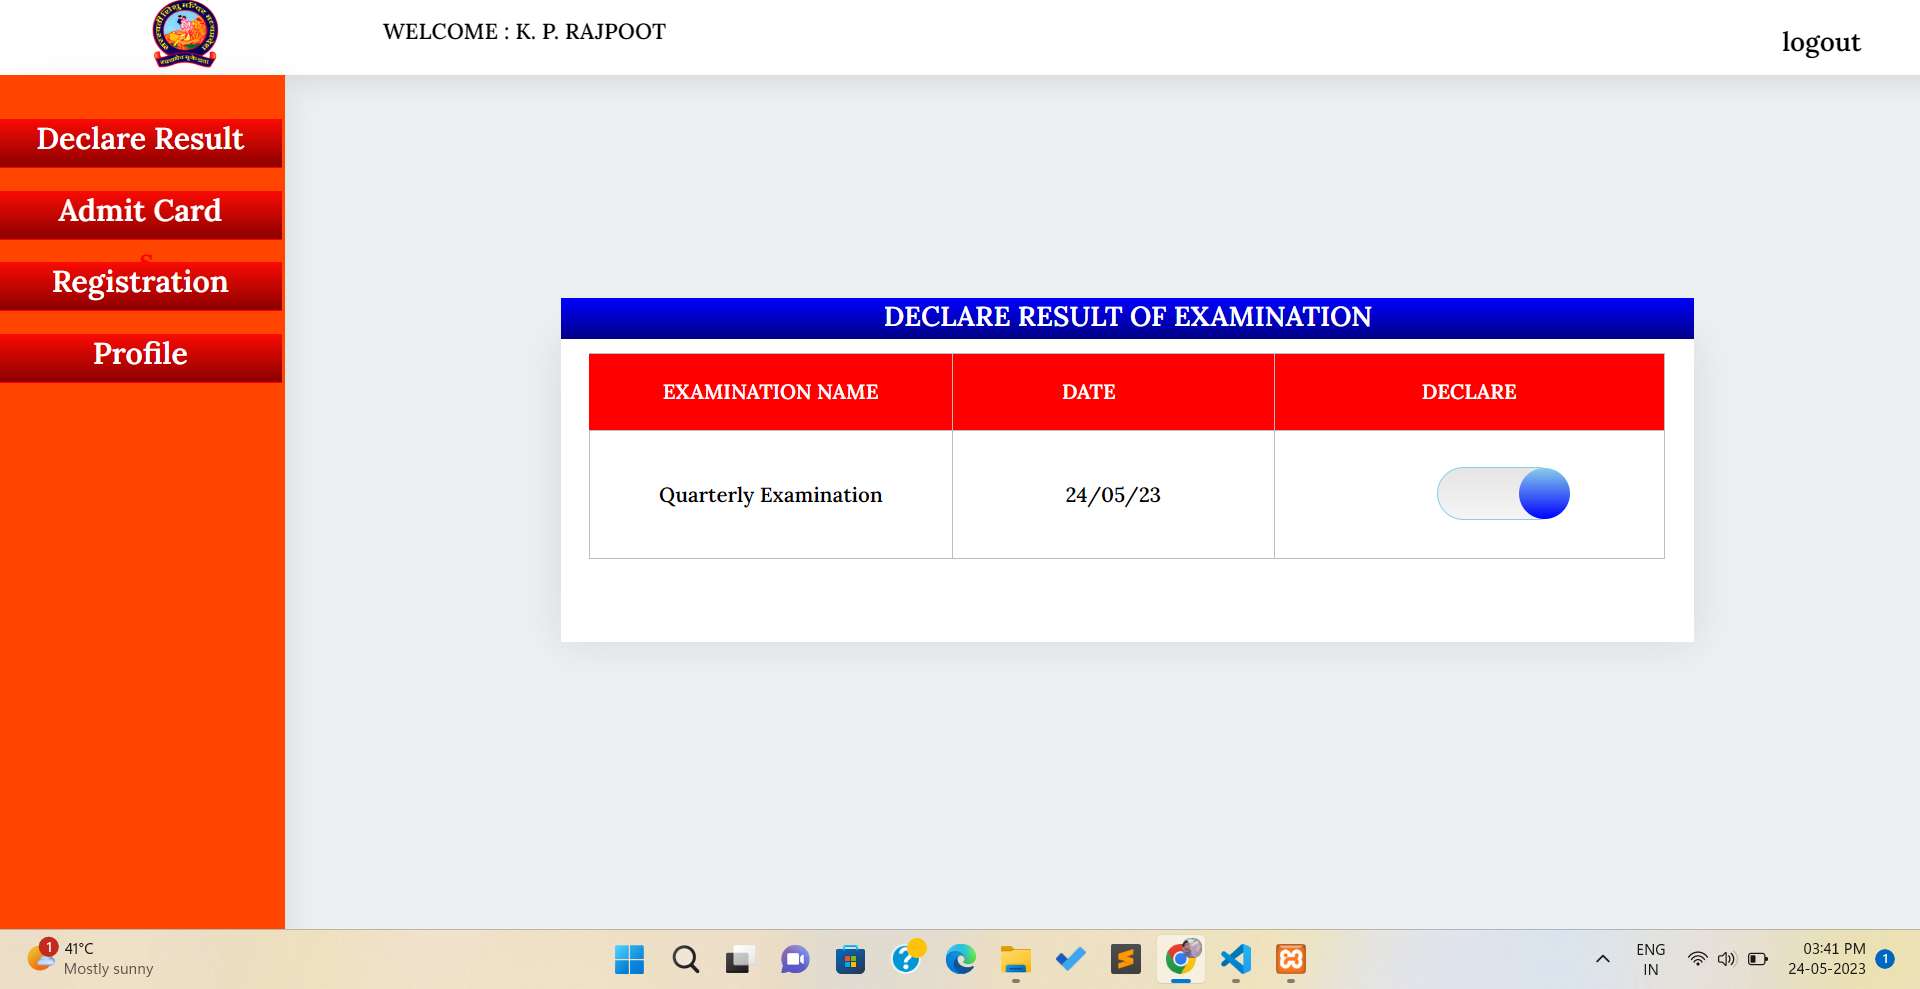 WELCOME : K. P. RAJPOOT
logout
Declare Result
Admit Card
s
Registration
Profile
DECLARE RESULT OF EXAMINATION
EXAMINATION NAME DATE DECLARE
Quarterly Examination 24/05/23
1
41°C
Mostly sunny
ENG
IN
03:41 PM
24-05-2023
1